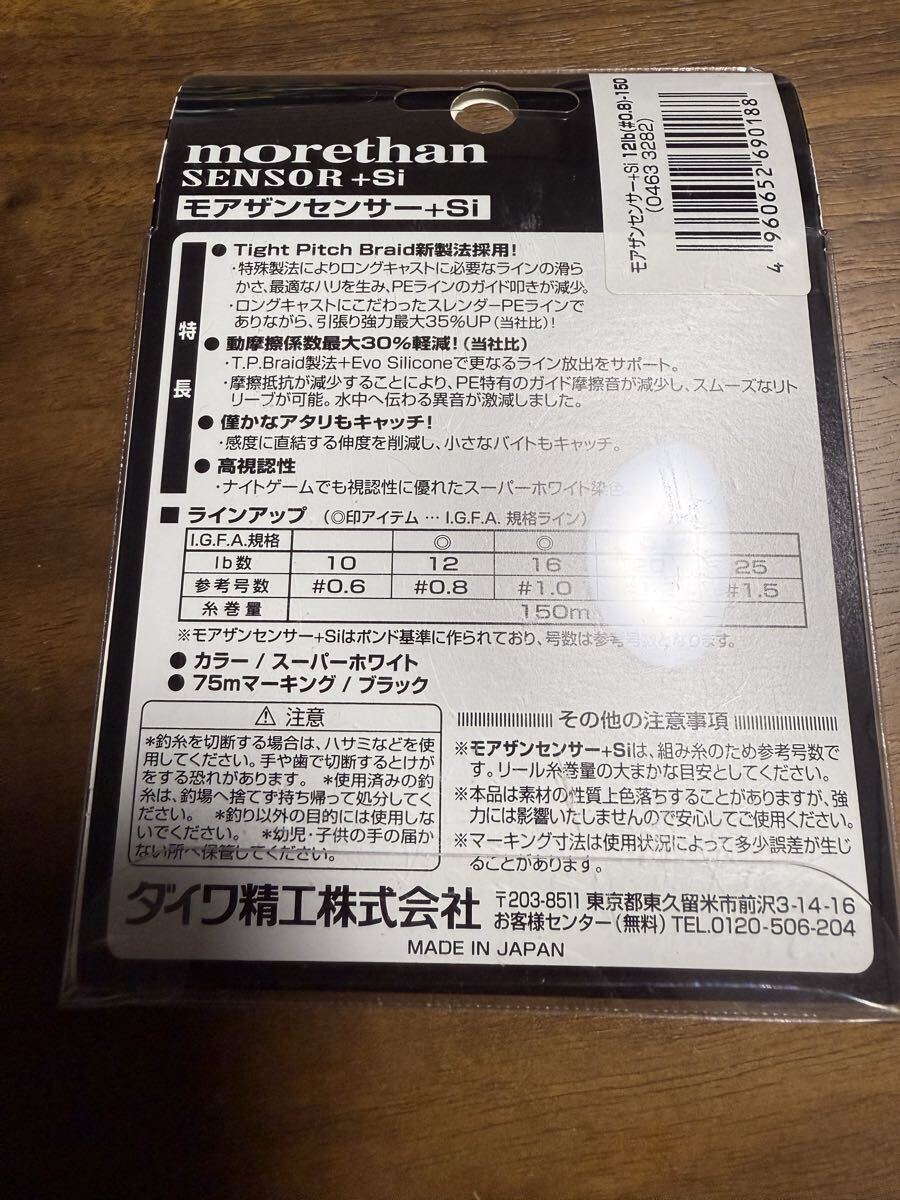 morethan
SENSOR +Si
モアザンセンサー+Si
モアザンセンサー+Si 12lb(#0.8)-150
(0463 3282)
4 960652 690188
特長
● Tight Pitch Braid新製法採用!
・特殊製法によりロングキャストに必要なラインの滑ら
かさ、最適なハリを生み、PEラインのガイド叩きが減少。
・ロングキャストにこだわったスレンダーPEラインで
ありながら、引張り強力最大35%UP(当社比)!
● 動摩擦係数最大30%軽減!(当社比)
・T.P.Braid製法+Evo Siliconeで更なるライン放出をサポート。
・摩擦抵抗が減少することにより、PE特有のガイド摩擦音が減少し、スムーズなリト
リーブが可能。水中へ伝わる異音が激減しました。
● 僅かなアタリもキャッチ!
・感度に直結する伸度を削減し、小さなバイトもキャッチ。
● 高視認性
・ナイトゲームでも視認性に優れたスーパーホワイト染色
■ ラインアップ (◎印アイテム … I.G.F.A. 規格ライン)
I.G.F.A.規格 ◎ ◎
lb数 10 12 16 20 25
参考号数 #0.6 #0.8 #1.0 #1.5
糸巻量 150m
※モアザンセンサー+Siはポンド基準に作られており、号数は参考号数となります。
● カラー / スーパーホワイト
● 75mマーキング / ブラック
⚠ 注意
*釣糸を切断する場合は、ハサミなどを使
用してください。手や歯で切断するとけが
をする恐れがあります。 *使用済みの釣
糸は、釣場へ捨てず持ち帰って処分してく
ださい。 *釣り以外の目的には使用しな
いでください。 *幼児・子供の手の届か
ない所へ保管してください。
その他の注意事項
※モアザンセンサー+Siは、組み糸のため参考号数で
す。リール糸巻量の大まかな目安としてください。
※本品は素材の性質上色落ちすることがありますが、強
力には影響いたしませんので安心してご使用ください。
※マーキング寸法は使用状況によって多少誤差が生じ
ることがあります。
ダイワ精工株式会社
〒203-8511 東京都東久留米市前沢3-14-16
お客様センター(無料) TEL.0120-506-204
MADE IN JAPAN